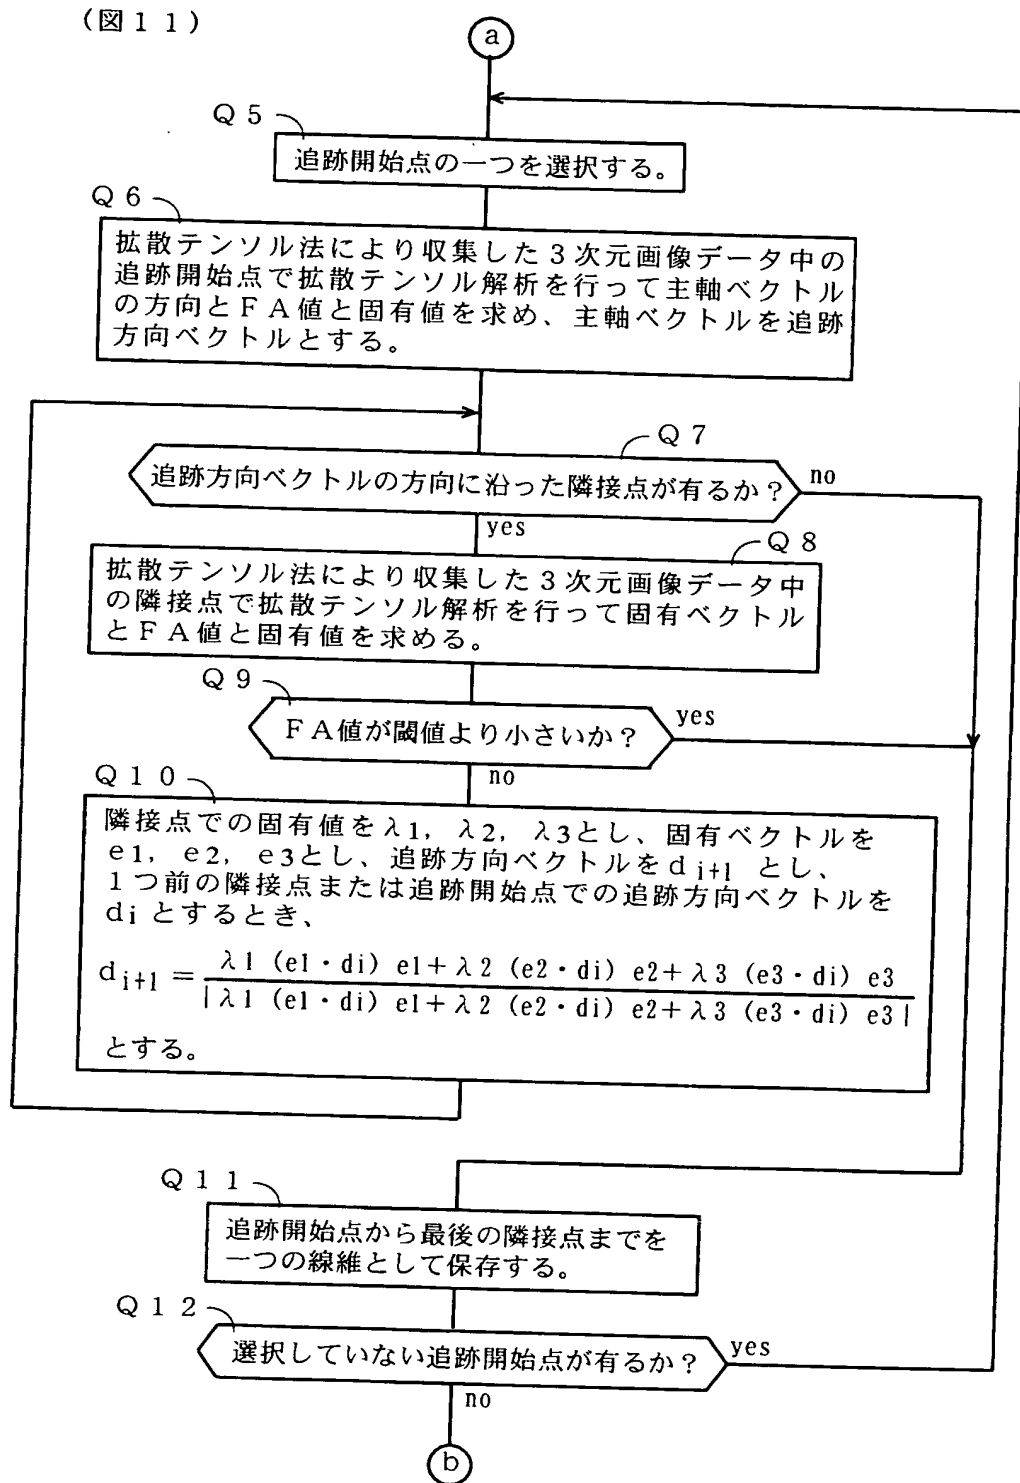 (図11)
a
Q5
追跡開始点の一つを選択する。
Q6
拡散テンソル法により収集した3次元画像データ中の
追跡開始点で拡散テンソル解析を行って主軸ベクトル
の方向とFA値と固有値を求め、主軸ベクトルを追跡
方向ベクトルとする。
Q7
追跡方向ベクトルの方向に沿った隣接点が有るか?
no
yes
Q8
拡散テンソル法により収集した3次元画像データ中
の隣接点で拡散テンソル解析を行って固有ベクトル
とFA値と固有値を求める。
Q9
FA値が閾値より小さいか?
yes
no
Q10
隣接点での固有値をλ1, λ2, λ3とし、固有ベクトルを
e1, e2, e3とし、追跡方向ベクトルをdi+1 とし、
1つ前の隣接点または追跡開始点での追跡方向ベクトルを
di とするとき、
di+1 = λ1 (e1・di) e1+λ2 (e2・di) e2+λ3 (e3・di) e3
|λ1 (e1・di) e1+λ2 (e2・di) e2+λ3 (e3・di) e3|
とする。
Q11
追跡開始点から最後の隣接点までを
一つの線維として保存する。
Q12
選択していない追跡開始点が有るか?
yes
no
b